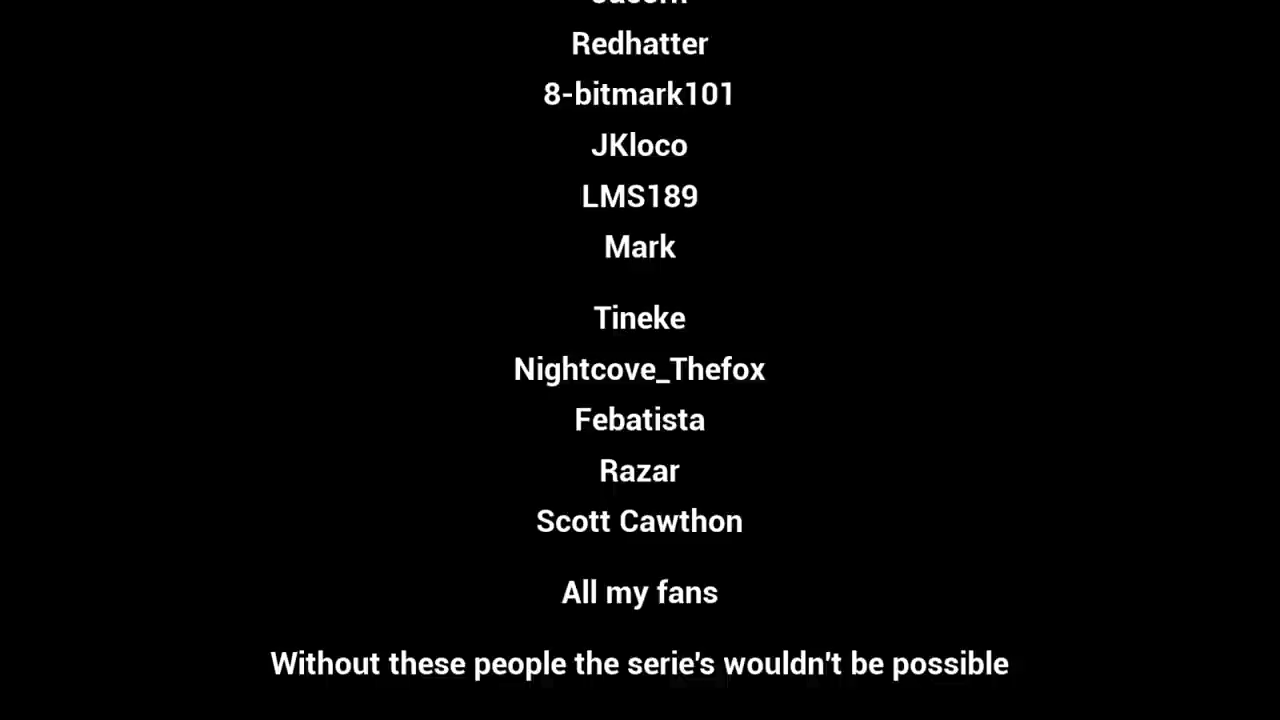 Redhatter
8-bitmark101
JKloco
LMS189
Mark
Tineke
Nightcove_Thefox
Febatista
Razar
Scott Cawthon
All my fans
Without these people the serie's wouldn't be possible